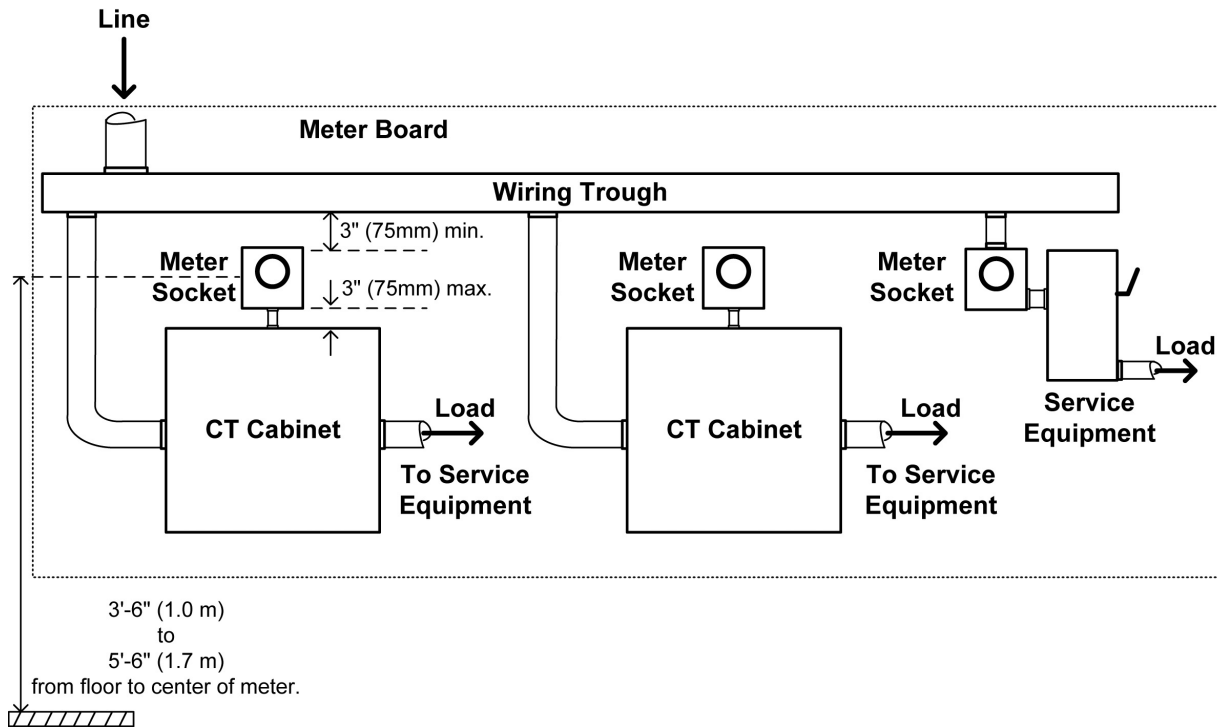 Line
Meter Board
Wiring Trough
3" (75mm) min.
Meter
Socket
3" (75mm) max.
Meter
Socket
Meter
Socket
CT Cabinet
Load
To Service
Equipment
CT Cabinet
Load
To Service
Equipment
Load
Service
Equipment
3'-6" (1.0 m)
to
5'-6" (1.7 m)
from floor to center of meter.